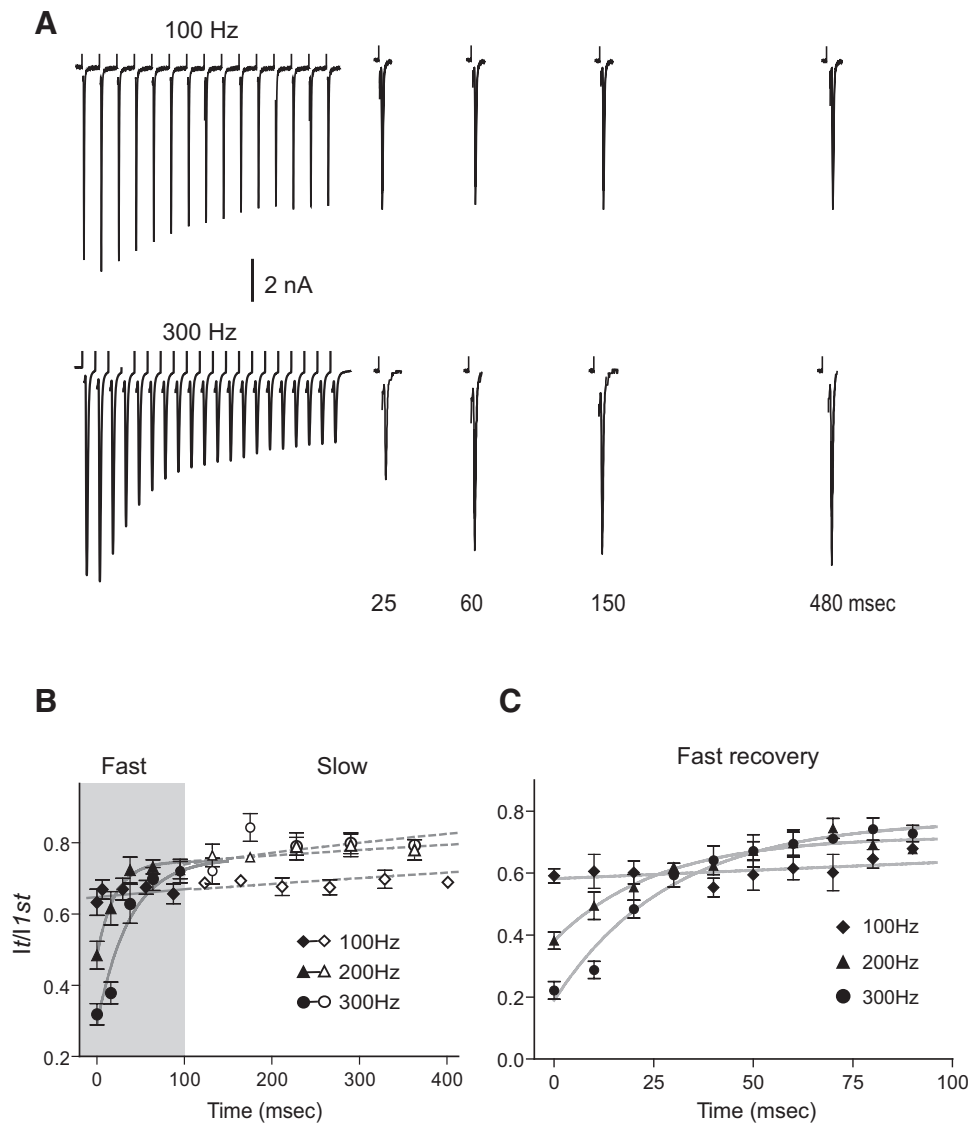 A
100 Hz
2 nA
300 Hz
25 60 150 480 msec
B
Fast Slow
It/I1st
0.8
0.6
0.4
0.2
100Hz
200Hz
300Hz
0 100 200 300 400
Time (msec)
C
Fast recovery
0.8
0.6
0.4
0.2
0.0
100Hz
200Hz
300Hz
0 25 50 75 100
Time (msec)